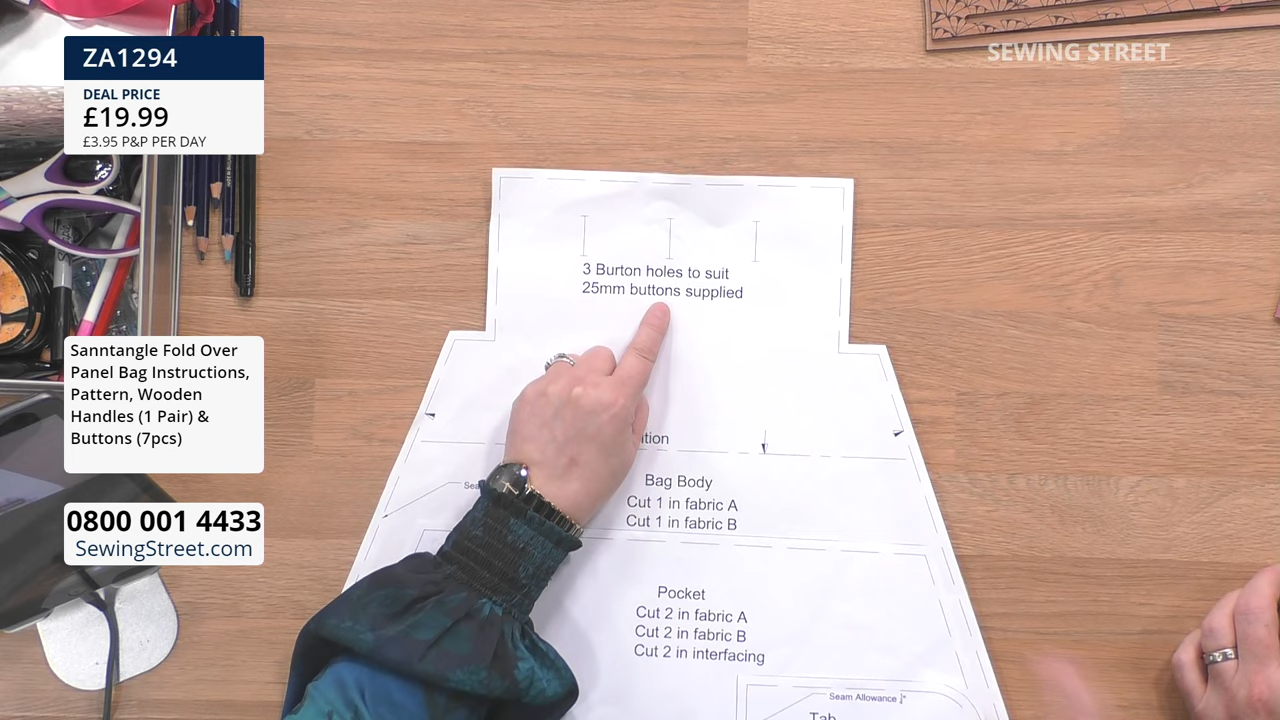 ZA1294
DEAL PRICE
£19.99
£3.95 P&P PER DAY
SEWING STREET
Sanntangle Fold Over
Panel Bag Instructions,
Pattern, Wooden
Handles (1 Pair) &
Buttons (7pcs)
0800 001 4433
SewingStreet.com
3 Burton holes to suit
25mm buttons supplied
Bag Body
Cut 1 in fabric A
Cut 1 in fabric B
Pocket
Cut 2 in fabric A
Cut 2 in fabric B
Cut 2 in interfacing
Seam Allowance
Tab